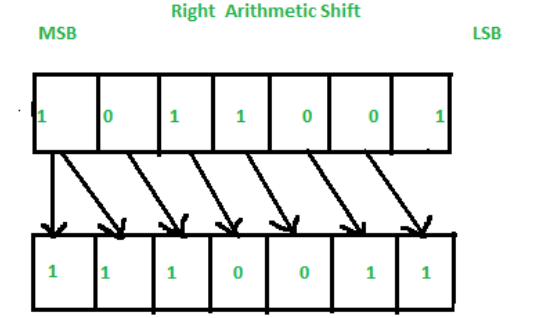 Right Arithmetic Shift
MSB LSB
1 0 1 1 0 0 1
1 1 1 0 0 1 1